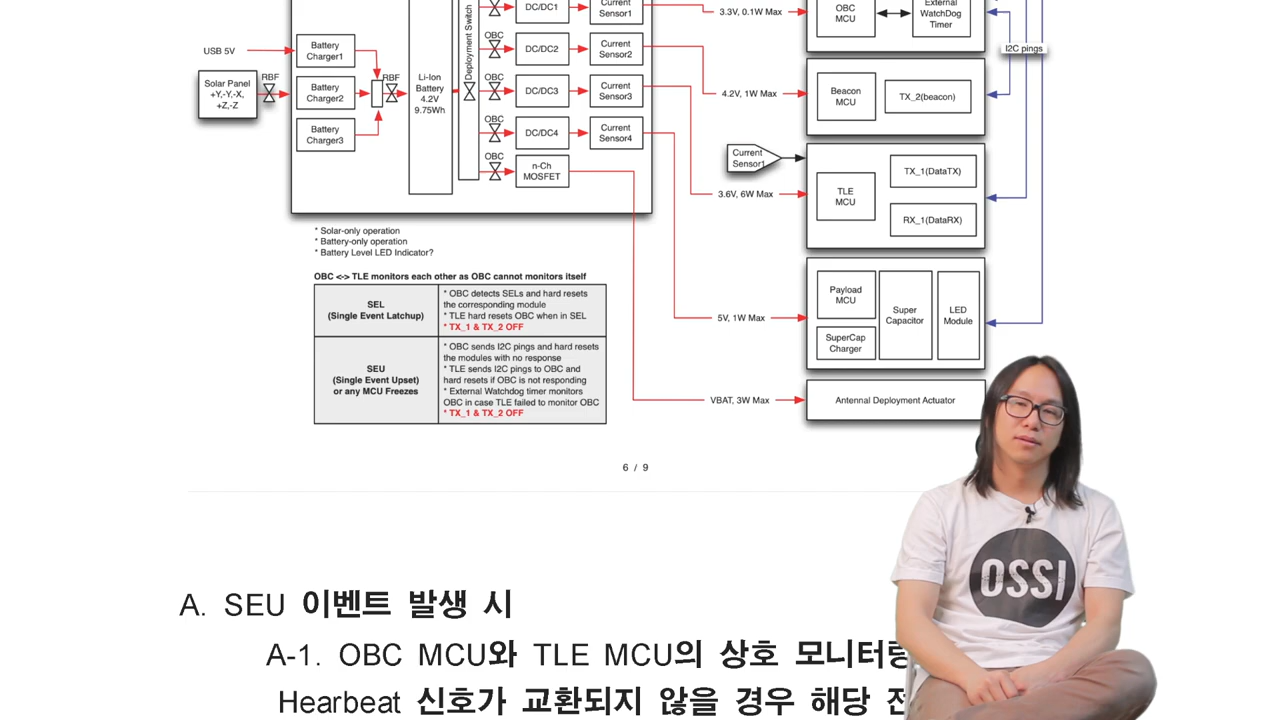 DC/DC1
Current
Sensor1
3.3V, 0.1W Max
OBC
MCU
External
WatchDog
Timer
USB 5V
Battery
Charger1
Deployment Switch
OBC
DC/DC2
Current
Sensor2
I2C pings
Solar Panel
+Y,-Y,-X,
+Z,-Z
RBF
Battery
Charger2
RBF
Li-Ion
Battery
4.2V
9.75Wh
OBC
DC/DC3
Current
Sensor3
4.2V, 1W Max
Beacon
MCU
TX_2(beacon)
Battery
Charger3
OBC
DC/DC4
Current
Sensor4
OBC
n-Ch
MOSFET
Current
Sensor1
3.6V, 6W Max
TLE
MCU
TX_1(DataTX)
RX_1(DataRX)
* Solar-only operation
* Battery-only operation
* Battery Level LED Indicator?
OBC <-> TLE monitors each other as OBC cannot monitors itself
SEL
(Single Event Latchup)
* OBC detects SELs and hard resets
the corresponding module
* TLE hard resets OBC when in SEL
* TX_1 & TX_2 OFF
SEU
(Single Event Upset)
or any MCU Freezes
* OBC sends I2C pings and hard resets
the modules with no response
* TLE sends I2C pings to OBC and
hard resets if OBC is not responding
* External Watchdog timer monitors
OBC in case TLE failed to monitor OBC
* TX_1 & TX_2 OFF
5V, 1W Max
Payload
MCU
SuperCap
Charger
Super
Capacitor
LED
Module
VBAT, 3W Max
Antennal Deployment Actuator
6 / 9
OSSI
A. SEU 이벤트 발생 시
A-1. OBC MCU와 TLE MCU의 상호 모니터링
Hearbeat 신호가 교환되지 않을 경우 해당 전